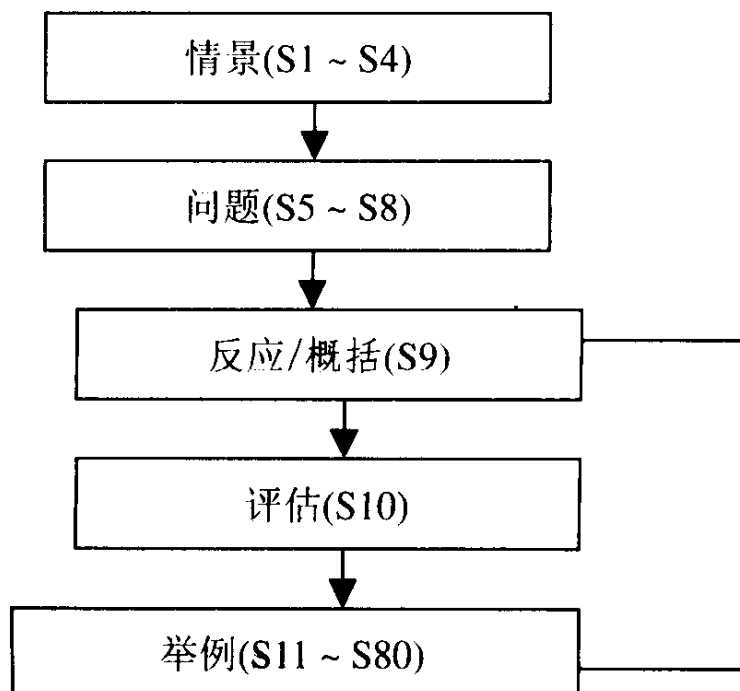 情景(S1 ~ S4)
问题(S5 ~ S8)
反应/概括(S9)
评估(S10)
举例(S11 ~ S80)